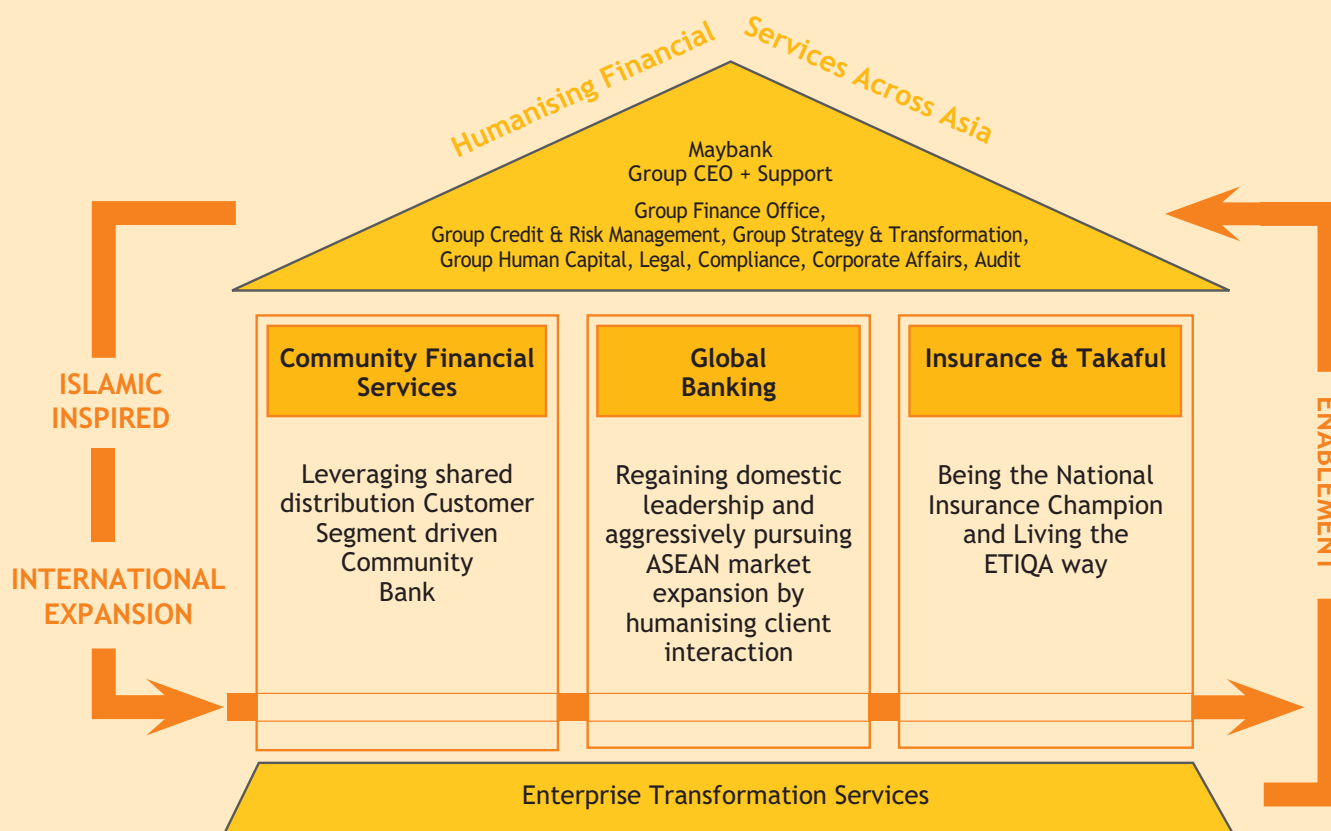 Humanising Financial Services Across Asia
Maybank
Group CEO + Support
Group Finance Office,
Group Credit & Risk Management, Group Strategy & Transformation,
Group Human Capital, Legal, Compliance, Corporate Affairs, Audit
ISLAMIC
INSPIRED
INTERNATIONAL
EXPANSION
Community Financial
Services
Leveraging shared
distribution Customer
Segment driven
Community
Bank
Global
Banking
Regaining domestic
leadership and
aggressively pursuing
ASEAN market
expansion by
humanising client
interaction
Insurance & Takaful
Being the National
Insurance Champion
and Living the
ETIQA way
ENABLEMENT
Enterprise Transformation Services